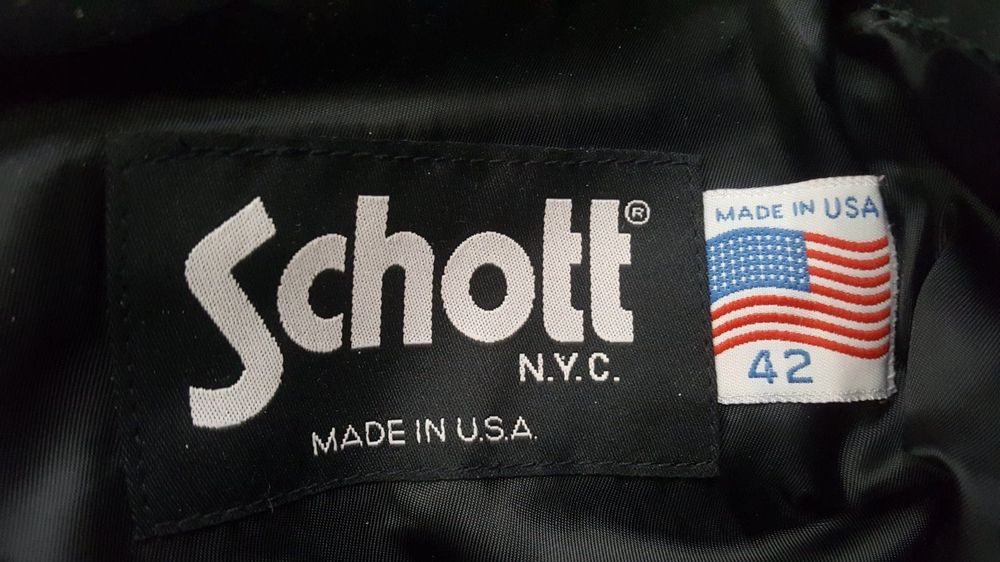 Schott®
N.Y.C.
MADE IN U.S.A.
MADE IN USA
42